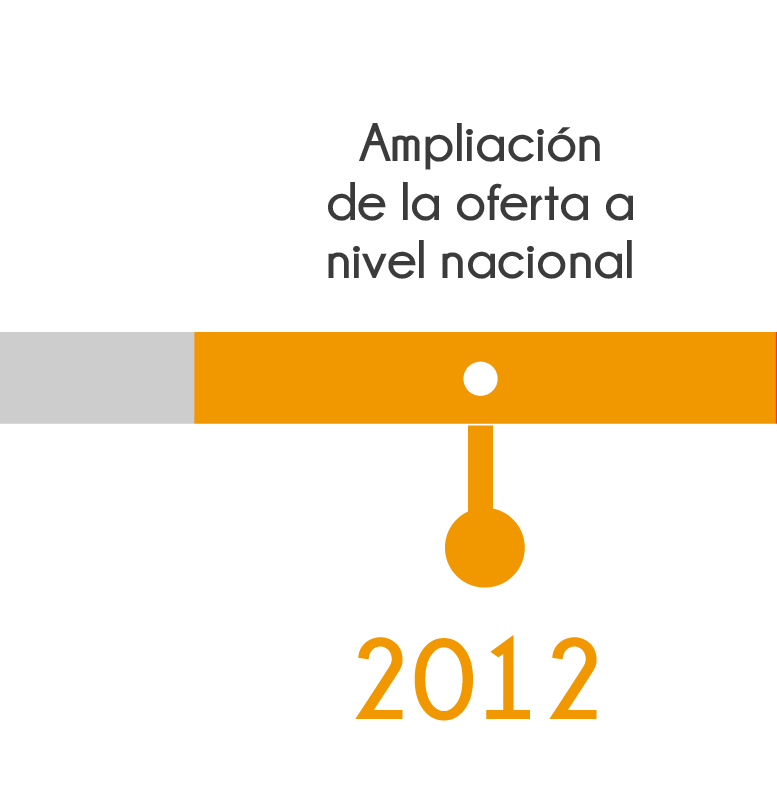 Ampliación
de la oferta a
nivel nacional
2012